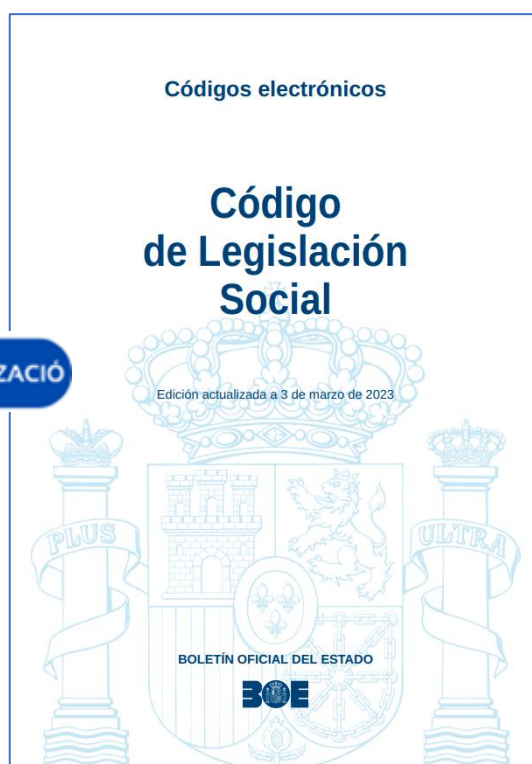 Códigos electrónicos
Código
de Legislación
Social
ZACIÓ
Edición actualizada a 3 de marzo de 2023
PLUS
ULTRA
BOLETÍN OFICIAL DEL ESTADO
BOE